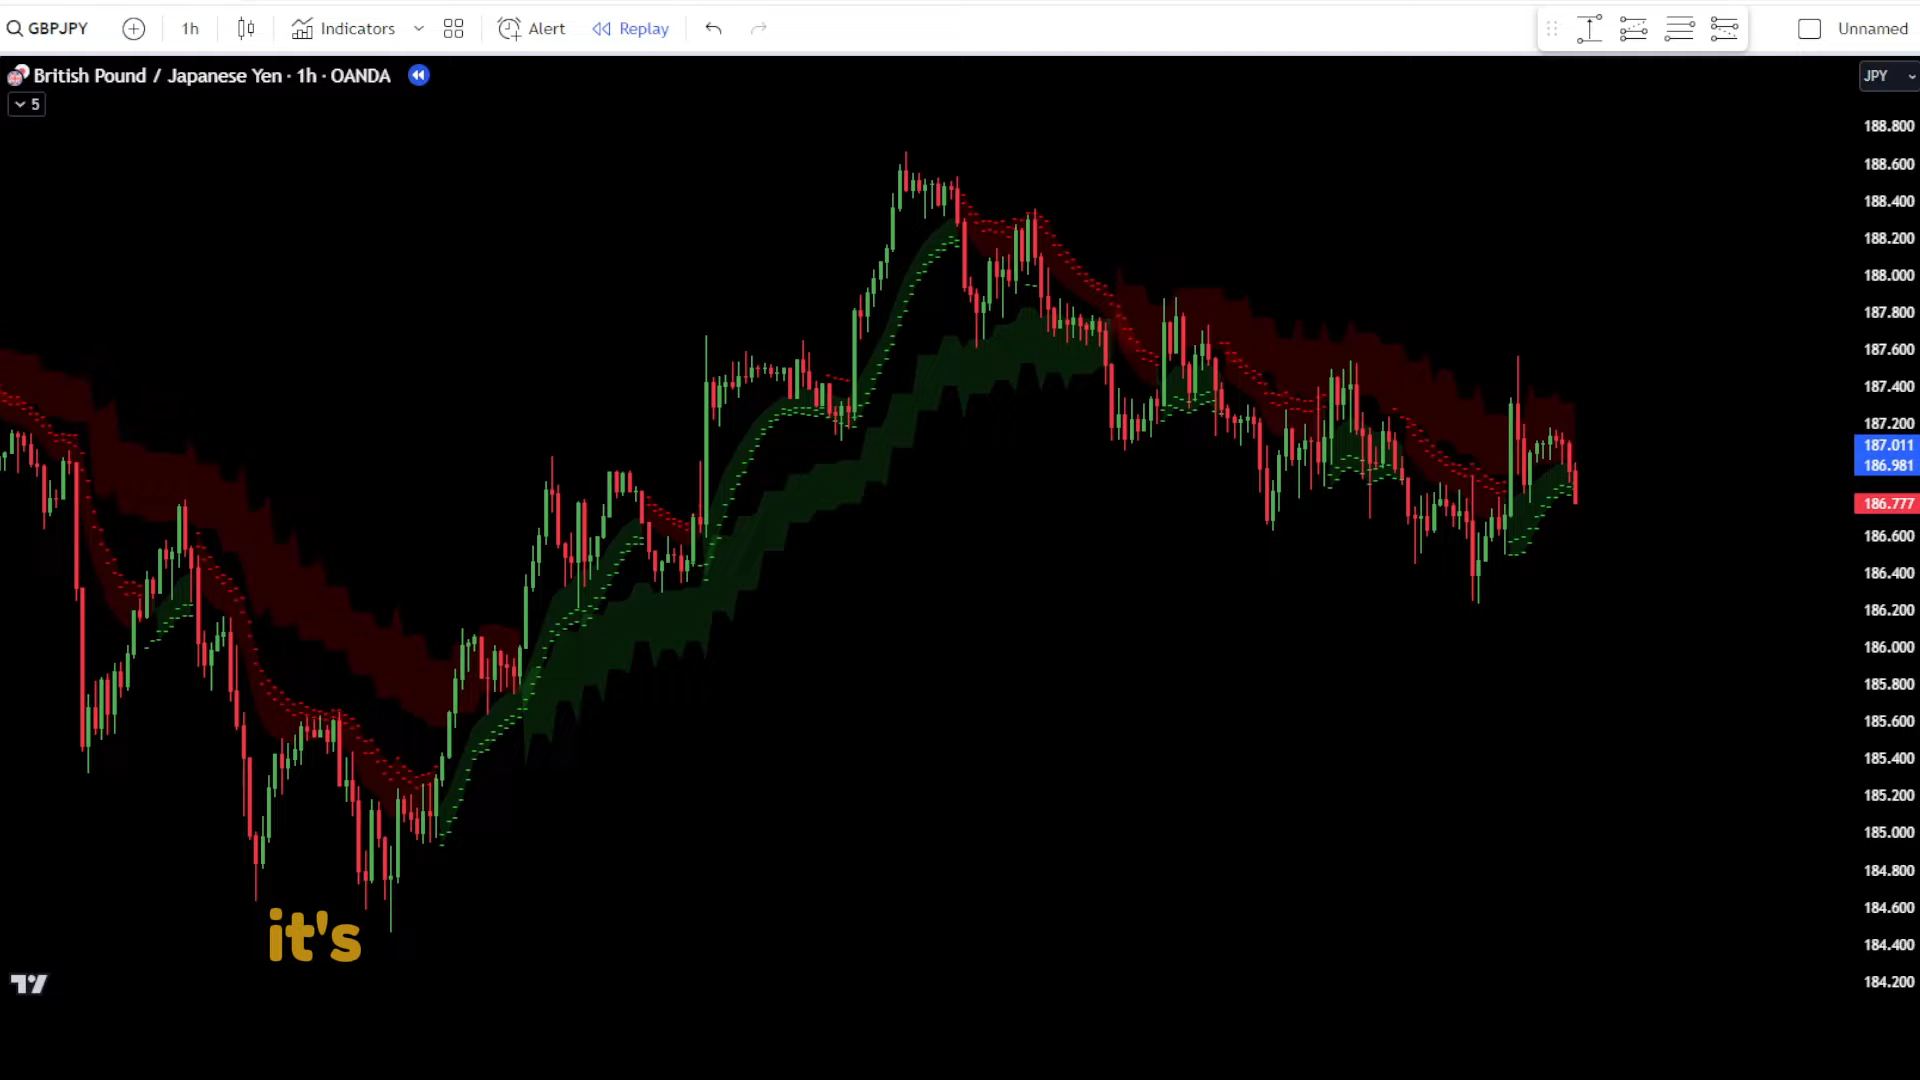 GBPJPY
1h
Indicators
Alert
Replay
Unnamed
British Pound / Japanese Yen · 1h · OANDA
JPY
5
188.800
188.600
188.400
188.200
188.000
187.800
187.600
187.400
187.200
187.011
186.981
186.777
186.600
186.400
186.200
186.000
185.800
185.600
185.400
185.200
185.000
184.800
184.600
184.400
184.200
it's